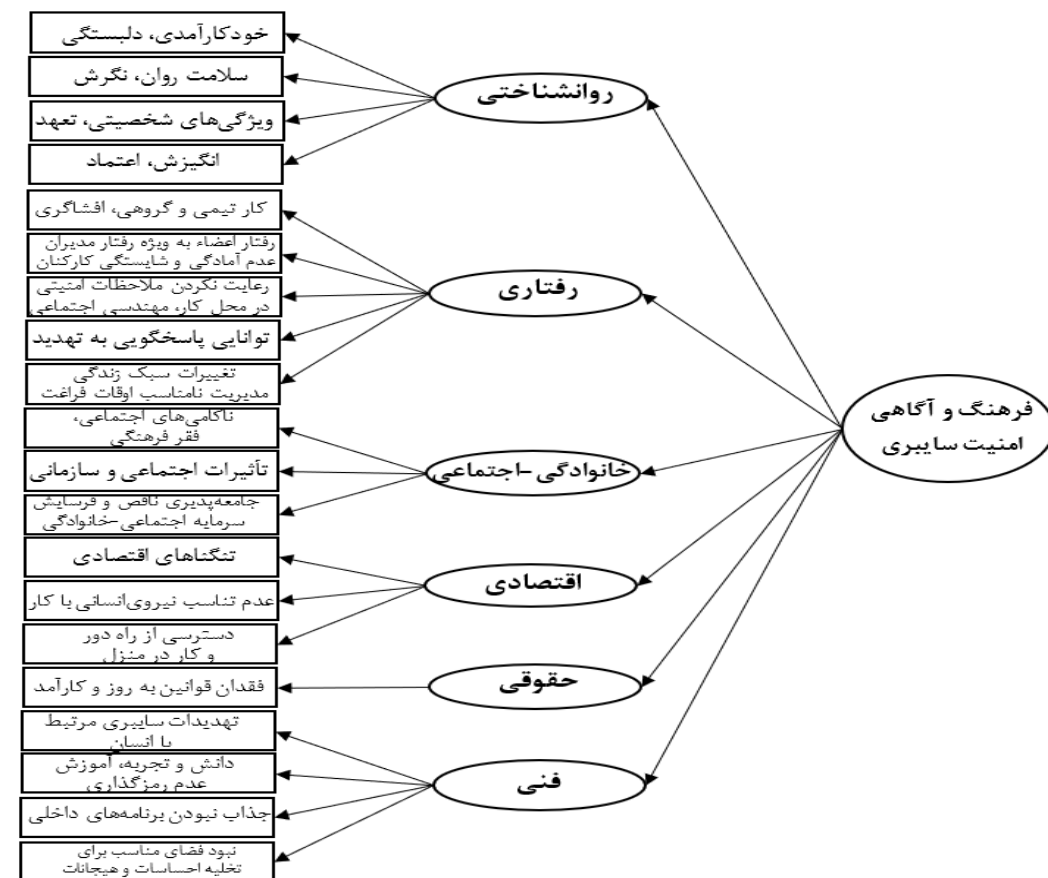 فرهنگ و آگاهی
امنیت سایبری
روانشناختی
خودکارآمدی، دلبستگی
سلامت روان، نگرش
ویژگی‌های شخصیتی، تعهد
انگیزش، اعتماد
رفتاری
کار تیمی و گروهی، افشاگری
رفتار اعضاء به ویژه رفتار مدیران
عدم آمادگی و شایستگی کارکنان
رعایت نکردن ملاحظات امنیتی
در محل کار، مهندسی اجتماعی
توانایی پاسخگویی به تهدید
تغییرات سبک زندگی
مدیریت نامناسب اوقات فراغت
خانوادگی-اجتماعی
ناکامی‌های اجتماعی،
فقر فرهنگی
تأثیرات اجتماعی و سازمانی
جامعه‌پذیری ناقص و فرسایش
سرمایه اجتماعی-خانوادگی
اقتصادی
تنگناهای اقتصادی
عدم تناسب نیروی‌انسانی با کار
دسترسی از راه دور
و کار در منزل
حقوقی
فقدان قوانین به روز و کارآمد
فنی
تهدیدات سایبری مرتبط
با انسان
دانش و تجربه، آموزش
عدم رمزگذاری
جذاب نبودن برنامه‌های داخلی
نبود فضای مناسب برای
تخلیه احساسات و هیجانات